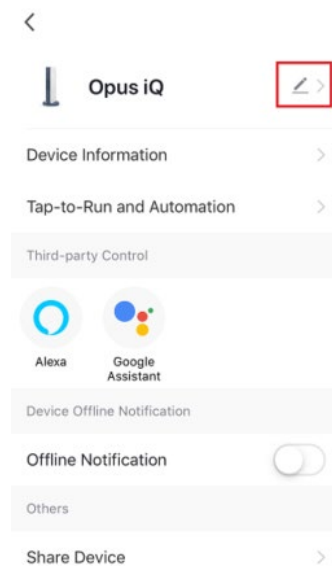 Opus iQ
Device Information
Tap-to-Run and Automation
Third-party Control
Alexa
Google
Assistant
Device Offline Notification
Offline Notification
Others
Share Device